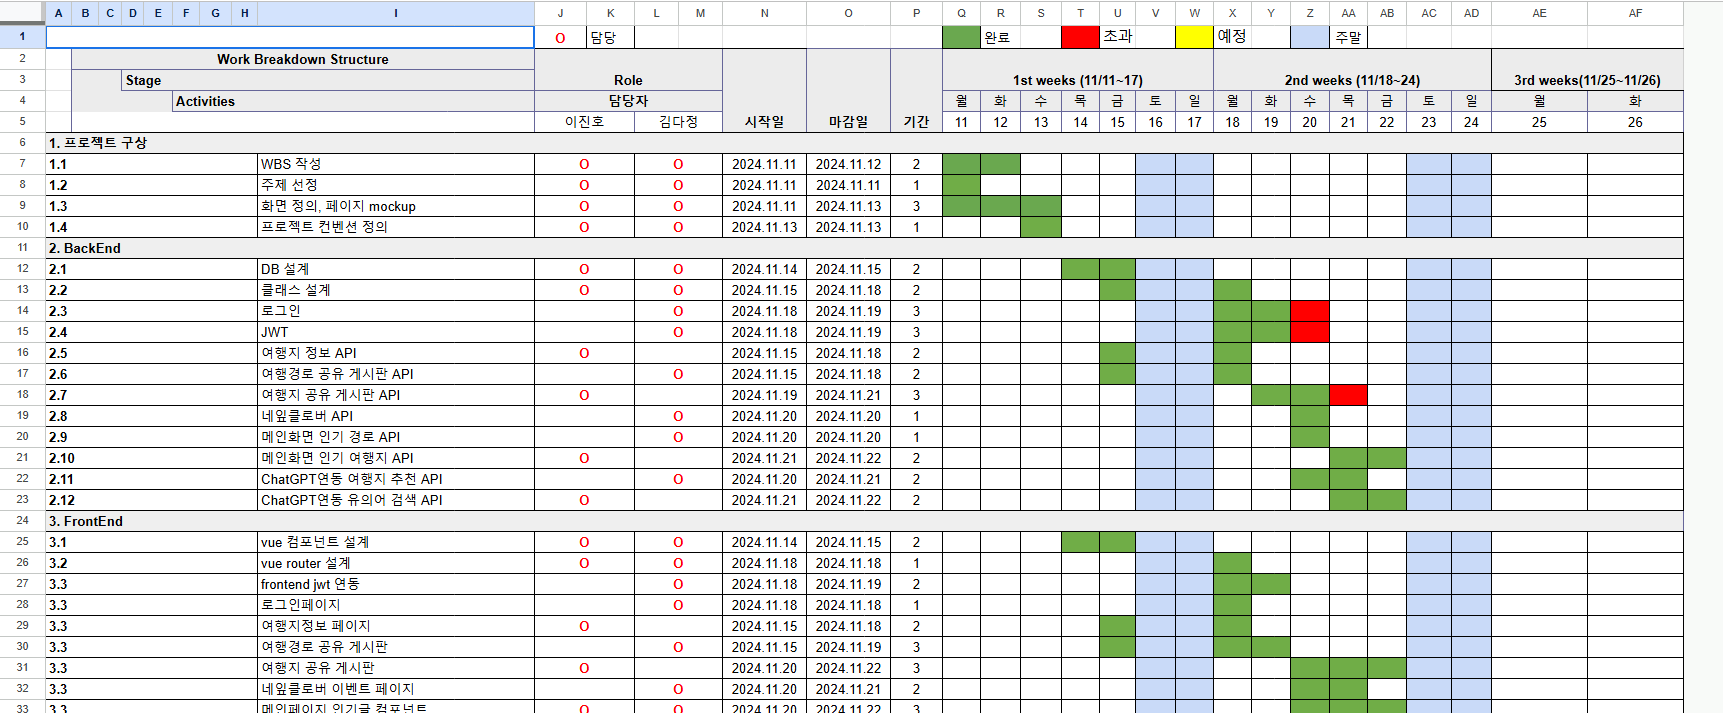 A B C D E F G H I J K L M N O P Q R S T U V W X Y Z AA AB AC AD AE AF
1 O 담당 완료 초과 예정 주말
2 Work Breakdown Structure
3 Stage Role 1st weeks (11/11~17) 2nd weeks (11/18~24) 3rd weeks(11/25~11/26)
4 Activities 담당자 월 화 수 목 금 토 일 월 화 수 목 금 토 일 월 화
5 이진호 김다정 시작일 마감일 기간 11 12 13 14 15 16 17 18 19 20 21 22 23 24 25 26
6 1. 프로젝트 구상
7 1.1 WBS 작성 O O 2024.11.11 2024.11.12 2
8 1.2 주제 선정 O O 2024.11.11 2024.11.11 1
9 1.3 화면 정의, 페이지 mockup O O 2024.11.11 2024.11.13 3
10 1.4 프로젝트 컨벤션 정의 O O 2024.11.13 2024.11.13 1
11 2. BackEnd
12 2.1 DB 설계 O O 2024.11.14 2024.11.15 2
13 2.2 클래스 설계 O O 2024.11.15 2024.11.18 2
14 2.3 로그인 O 2024.11.18 2024.11.19 3
15 2.4 JWT O 2024.11.18 2024.11.19 3
16 2.5 여행지 정보 API O 2024.11.15 2024.11.18 2
17 2.6 여행경로 공유 게시판 API O 2024.11.15 2024.11.18 2
18 2.7 여행지 공유 게시판 API O 2024.11.19 2024.11.21 3
19 2.8 네잎클로버 API O 2024.11.20 2024.11.20 1
20 2.9 메인화면 인기 경로 API O 2024.11.20 2024.11.20 1
21 2.10 메인화면 인기 여행지 API O 2024.11.21 2024.11.22 2
22 2.11 ChatGPT연동 여행지 추천 API O 2024.11.20 2024.11.21 2
23 2.12 ChatGPT연동 유의어 검색 API O 2024.11.21 2024.11.22 2
24 3. FrontEnd
25 3.1 vue 컴포넌트 설계 O O 2024.11.14 2024.11.15 2
26 3.2 vue router 설계 O O 2024.11.18 2024.11.18 1
27 3.3 frontend jwt 연동 O 2024.11.18 2024.11.19 2
28 3.3 로그인페이지 O 2024.11.18 2024.11.18 1
29 3.3 여행지정보 페이지 O 2024.11.15 2024.11.18 2
30 3.3 여행경로 공유 게시판 O 2024.11.15 2024.11.19 3
31 3.3 여행지 공유 게시판 O 2024.11.20 2024.11.22 3
32 3.3 네잎클로버 이벤트 페이지 O 2024.11.20 2024.11.21 2
33 3.3 메인페이지 인기글 컴포넌트 O O 2024.11.20 2024.11.22 3